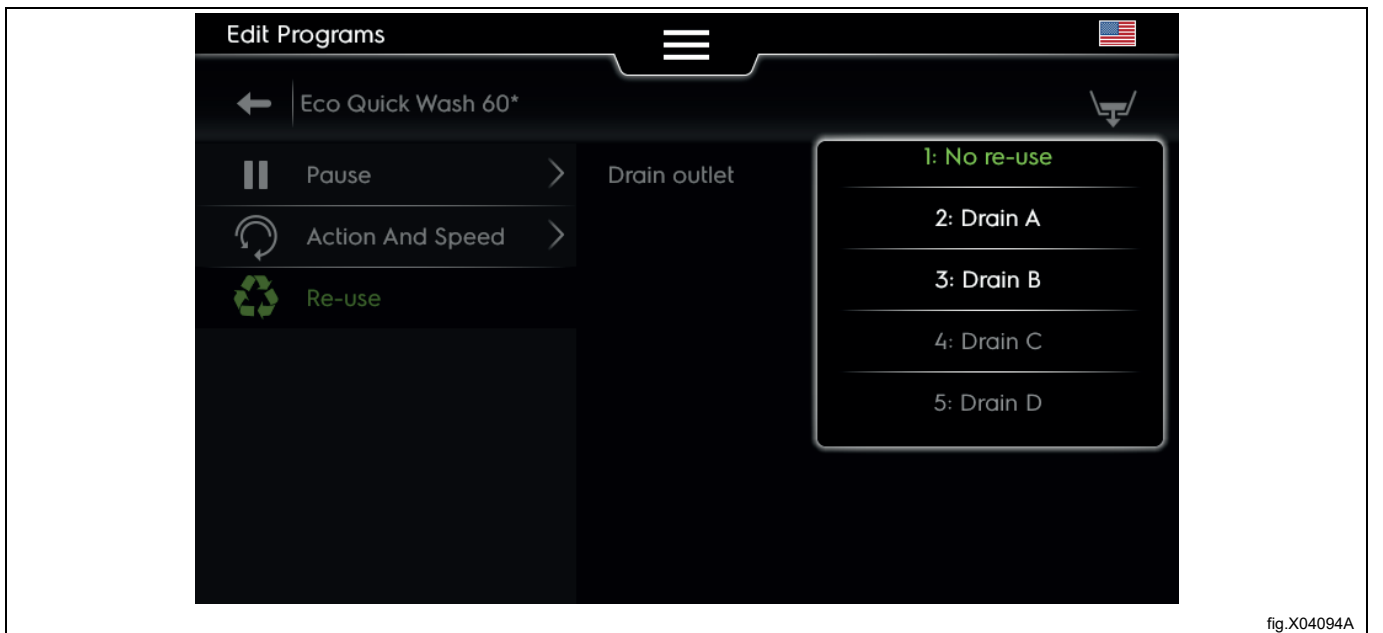 Edit Programs
Eco Quick Wash 60*
Pause
Action And Speed
Re-use
Drain outlet
1: No re-use
2: Drain A
3: Drain B
4: Drain C
5: Drain D
fig.X04094A